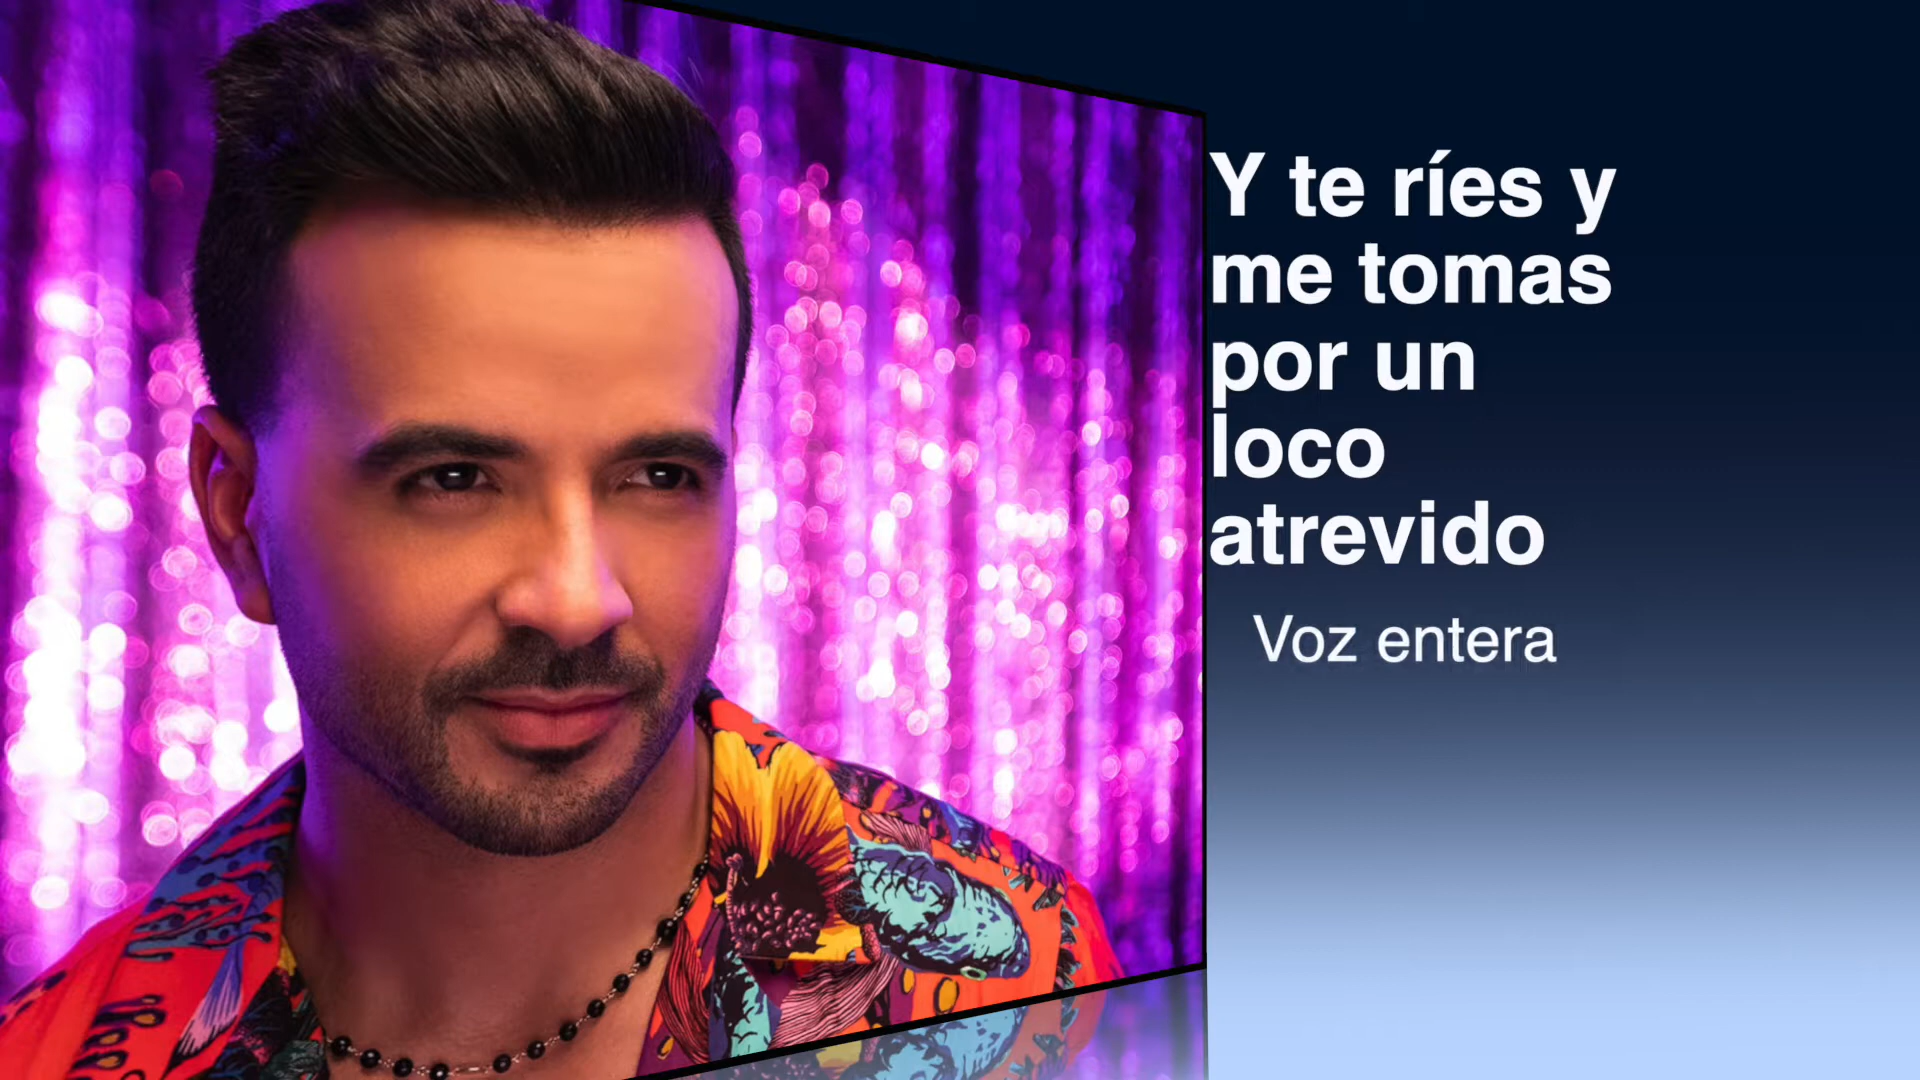 Y te ríes y
me tomas
por un
loco
atrevido
Voz entera